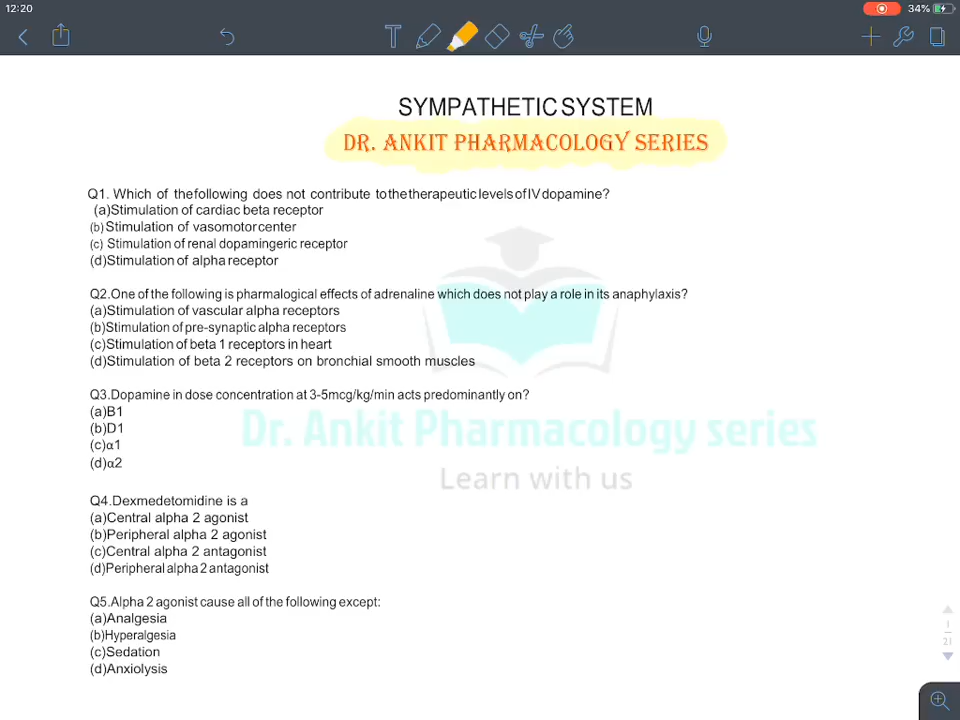 12:20
34%
SYMPATHETIC SYSTEM
DR. ANKIT PHARMACOLOGY SERIES
Q1. Which of thefollowing does not contribute to thetherapeutic levels of IV dopamine?
(a)Stimulation of cardiac beta receptor
(b) Stimulation of vasomotor center
(c) Stimulation of renal dopamingeric receptor
(d)Stimulation of alpha receptor
Q2.One of the following is pharmalogical effects of adrenaline which does not play a role in its anaphylaxis?
(a)Stimulation of vascular alpha receptors
(b)Stimulation of pre-synaptic alpha receptors
(c)Stimulation of beta 1 receptors in heart
(d)Stimulation of beta 2 receptors on bronchial smooth muscles
Q3.Dopamine in dose concentration at 3-5mcg/kg/min acts predominantly on?
(a)B1
(b)D1
(c)α1
(d)α2
Dr. Ankit Pharmacology series
Learn with us
Q4.Dexmedetomidine is a
(a)Central alpha 2 agonist
(b)Peripheral alpha 2 agonist
(c)Central alpha 2 antagonist
(d)Peripheral alpha 2 antagonist
Q5.Alpha 2 agonist cause all of the following except:
(a)Analgesia
(b)Hyperalgesia
(c)Sedation
(d)Anxiolysis
1
21